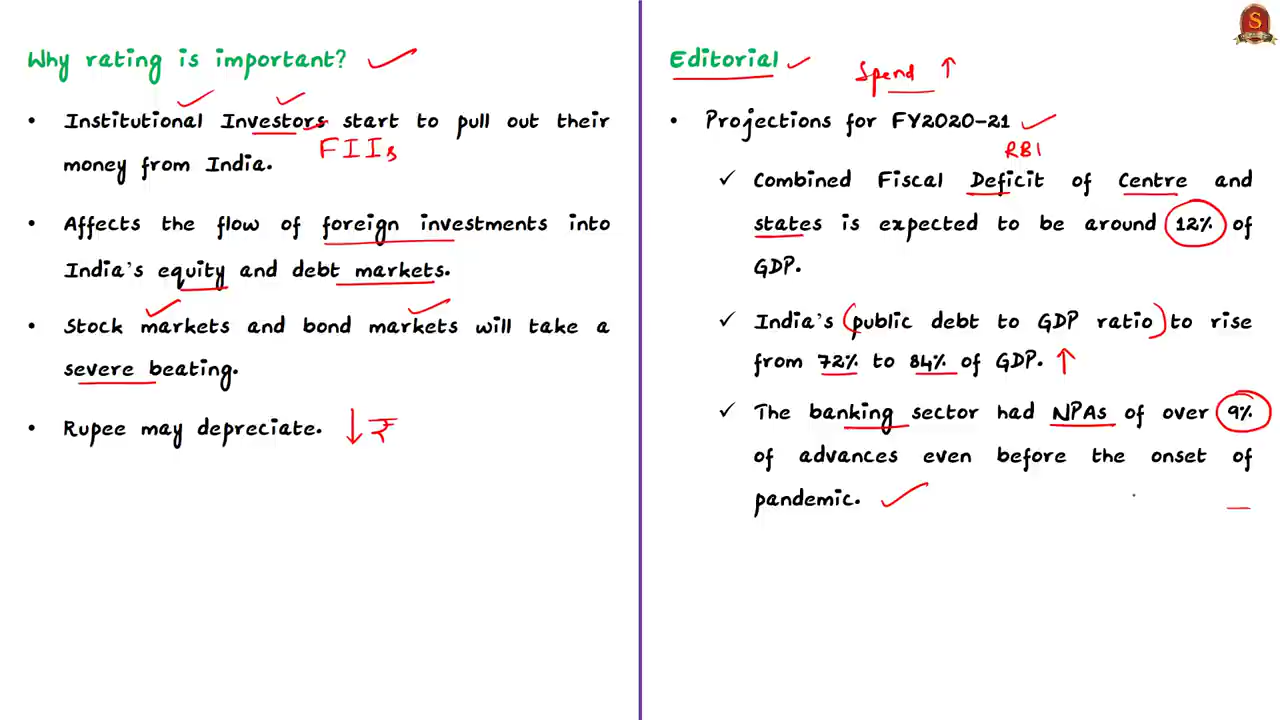 Why rating is important?
• Institutional Investors start to pull out their
FIIs
money from India.
• Affects the flow of foreign investments into
India's equity and debt markets.
• Stock markets and bond markets will take a
severe beating.
• Rupee may depreciate. ↓ ₹
Editorial
Spend ↑
• Projections for FY2020-21
RBI
✓ Combined Fiscal Deficit of Centre and
states is expected to be around 12% of
GDP.
✓ India's (public debt to GDP ratio) to rise
from 72% to 84% of GDP. ↑
✓ The banking sector had NPAs of over 9%
of advances even before the onset of
pandemic.